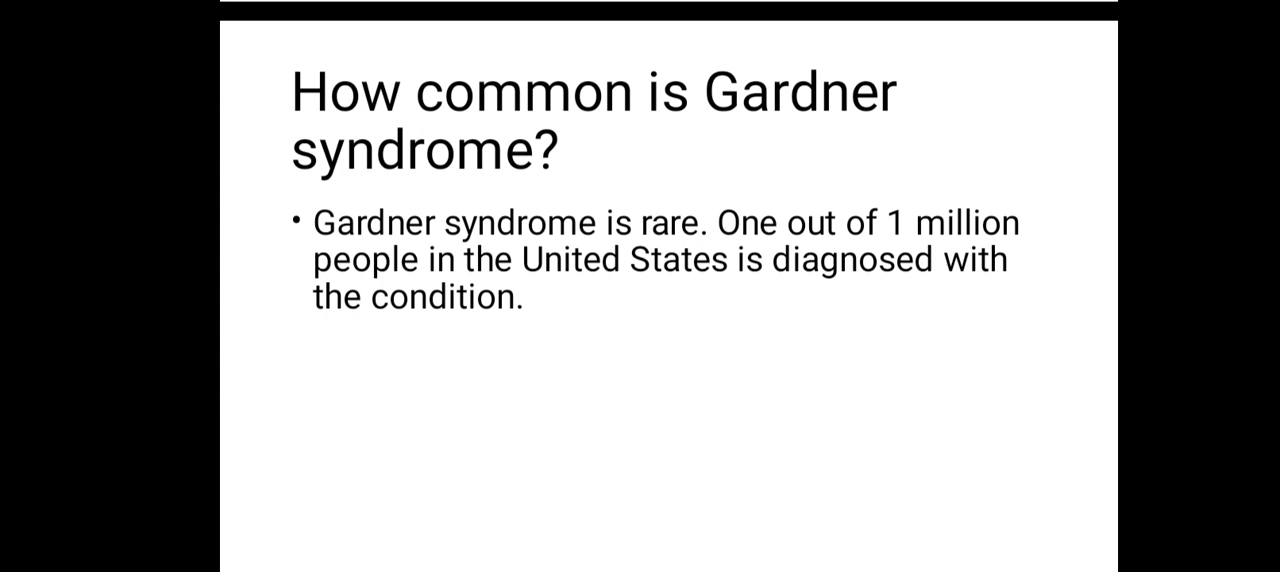 How common is Gardner
syndrome?
• Gardner syndrome is rare. One out of 1 million
people in the United States is diagnosed with
the condition.